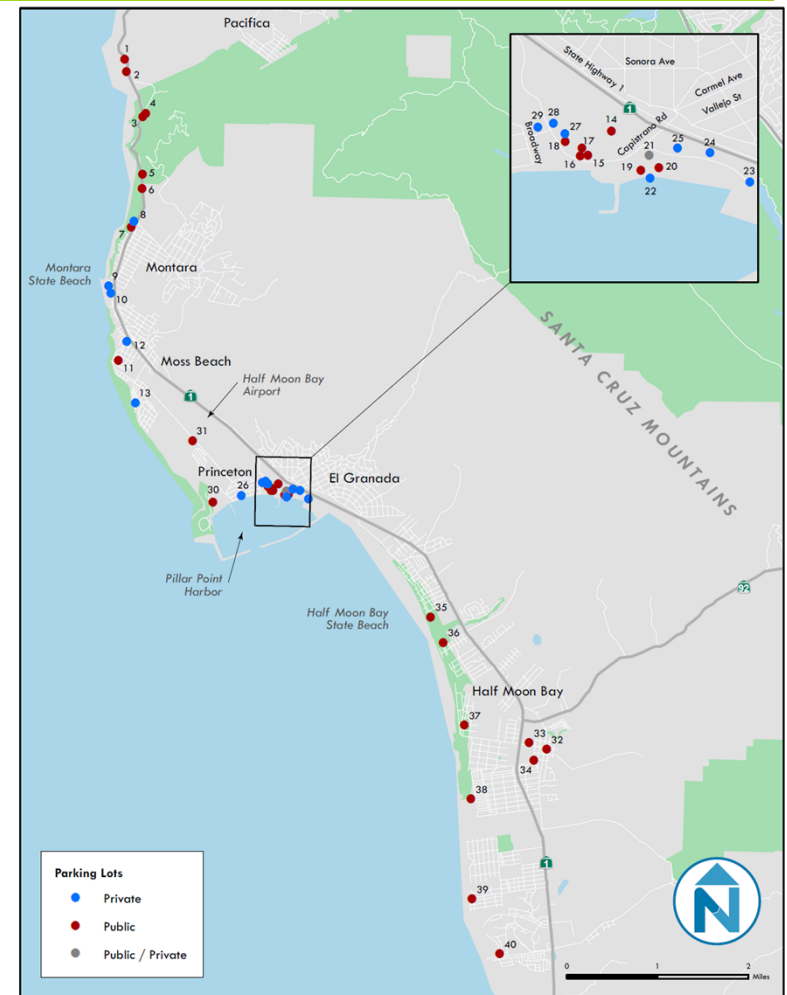 Pacifica
1
2
4
3
5
6
8
7
Montara
State Beach
Montara
9
10
12
11
Moss Beach
13
Half Moon Bay
Airport
1
31
Princeton
26
30
El Granada
Pillar Point
Harbor
SANTA CRUZ MOUNTAINS
92
Half Moon Bay
State Beach
35
36
Half Moon Bay
37
33
32
34
38
1
39
40
State Highway 1
Sonora Ave
Carmel Ave
Vallejo St
1
Capistrano Rd
Broadway
29
28
27
14
18
17
16
15
21
25
24
19
20
22
23
Parking Lots
Private
Public
Public / Private
N
0
1
2
Miles